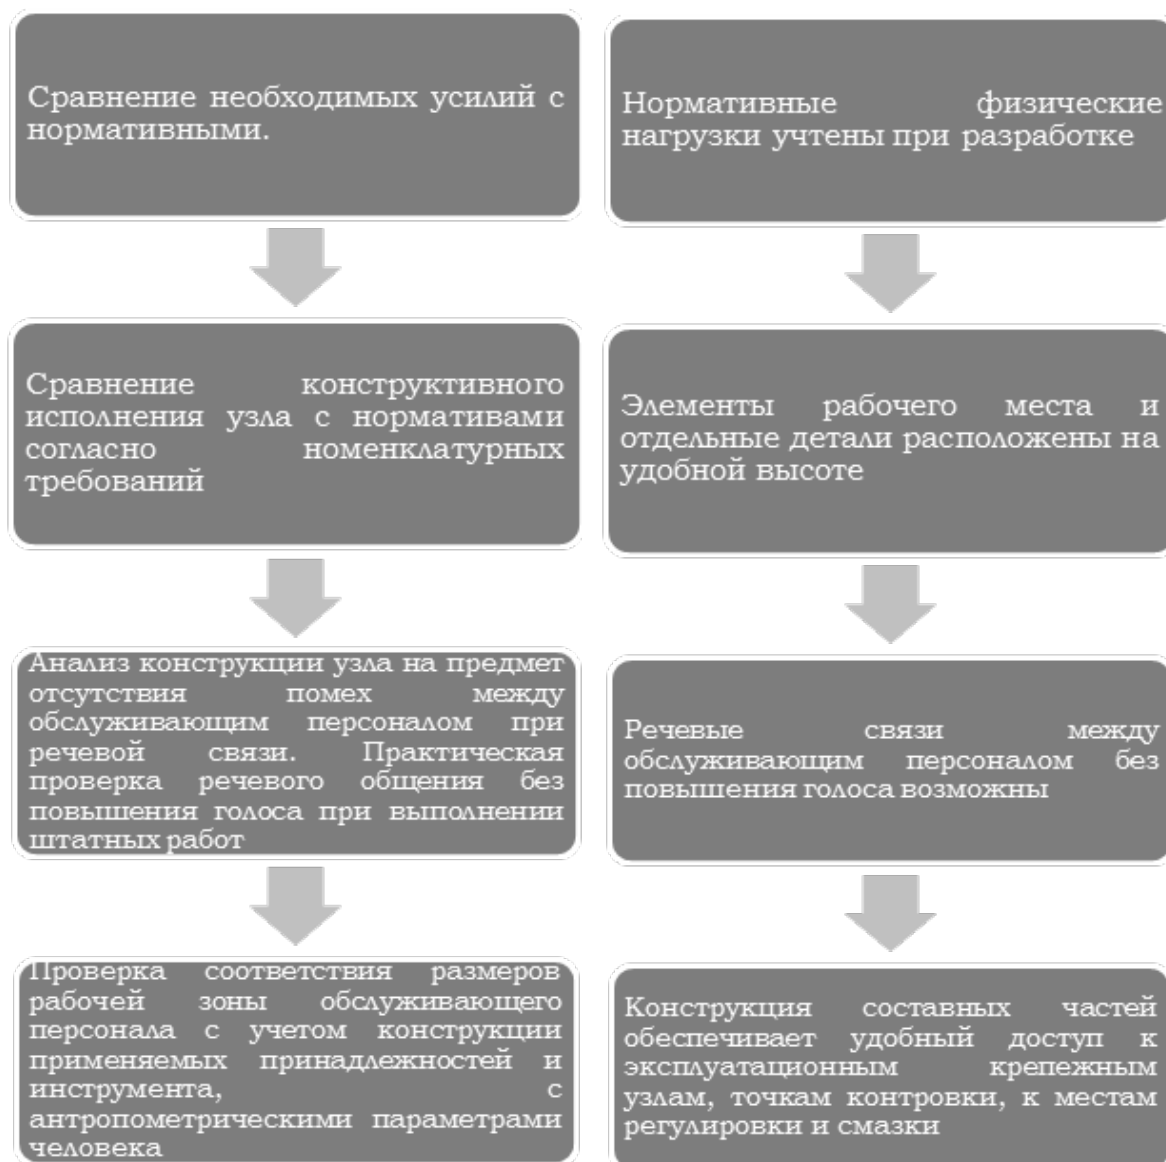 Сравнение необходимых усилий с
нормативными.
Сравнение конструктивного
исполнения узла с нормативами
согласно номенклатурных
требований
Анализ конструкции узла на предмет
отсутствия помех между
обслуживающим персоналом при
речевой связи. Практическая
проверка речевого общения без
повышения голоса при выполнении
штатных работ
Проверка соответствия размеров
рабочей зоны обслуживающего
персонала с учетом конструкции
применяемых принадлежностей и
инструмента, с
антропометрическими параметрами
человека
Нормативные физические
нагрузки учтены при разработке
Элементы рабочего места и
отдельные детали расположены на
удобной высоте
Речевые связи между
обслуживающим персоналом без
повышения голоса возможны
Конструкция составных частей
обеспечивает удобный доступ к
эксплуатационным крепежным
узлам, точкам контровки, к местам
регулировки и смазки